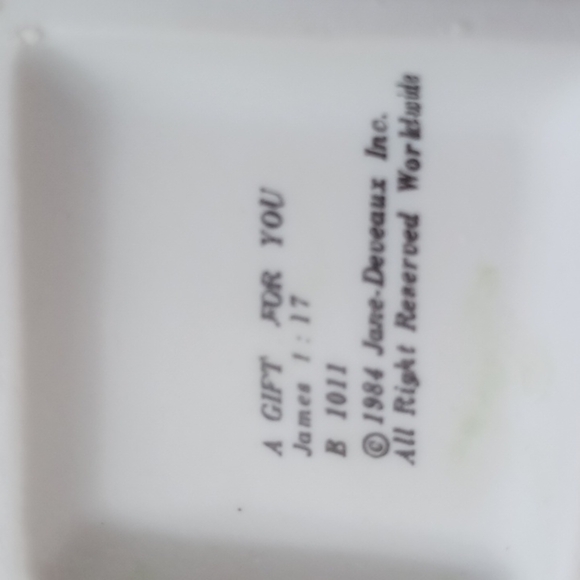 A GIFT FOR YOU
James 1:17
B 1011
©1984 Jane-Deveaux Inc.
All Right Reserved Worldwide